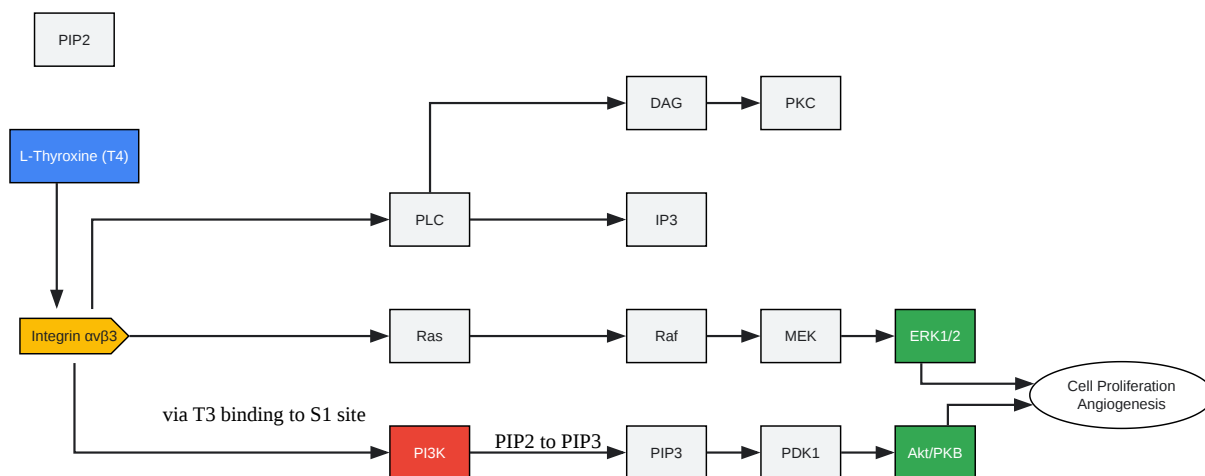 PIP2
DAG
PKC
L-Thyroxine (T4)
PLC
IP3
Integrin αvβ3
Ras
Raf
MEK
ERK1/2
Cell Proliferation
Angiogenesis
via T3 binding to S1 site
PI3K
PIP2 to PIP3
PIP3
PDK1
Akt/PKB